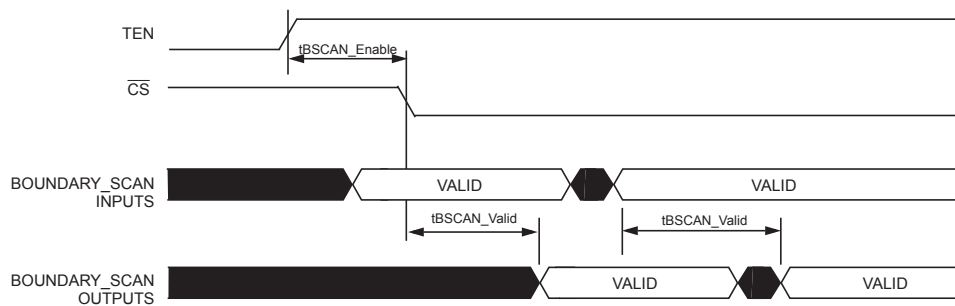 TEN
tBSCAN_Enable
CS
BOUNDARY_SCAN
INPUTS
VALID
VALID
tBSCAN_Valid
tBSCAN_Valid
BOUNDARY_SCAN
OUTPUTS
VALID
VALID